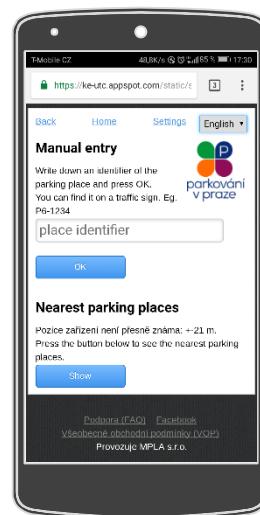 T-Mobile CZ 48,8K/s 85 % 17:30
https://ke-utc.appspot.com/static/s 3
Back Home Settings English
Manual entry
Write down an identifier of the
parking place and press OK.
You can find it on a traffic sign. Eg.
P6-1234
P
parkování
v praze
place identifier
OK
Nearest parking places
Pozice zařízení není přesně známa: +-21 m.
Press the button below to see the nearest parking
places.
Show
Podpora (FAQ) Facebook
Všeobecné obchodní podmínky (VOP)
Provozuje MPLA s.r.o.